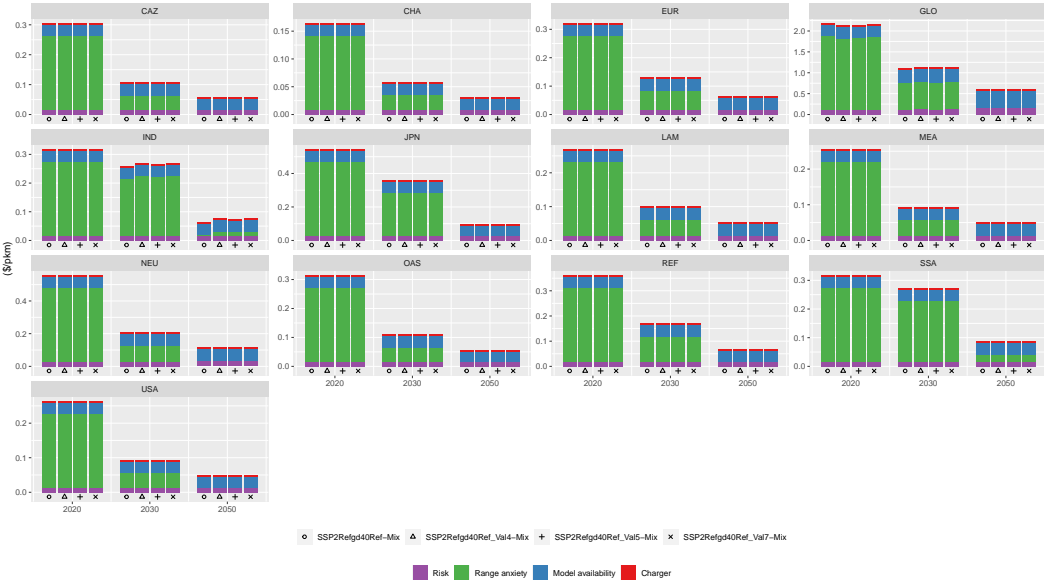 CAZ CHA EUR GLO
0.3 0.15 0.3 2.0
0.2 0.10 0.2 1.5
0.1 0.05 0.1 1.0
0.5
0.0 0.00 0.0 0.0
IND JPN LAM MEA
0.3 0.4 0.2 0.2
0.2 0.2 0.1 0.1
0.1
0.0 0.0 0.0 0.0
($/pkm)
NEU OAS REF SSA
0.4 0.3 0.3 0.3
0.2 0.2 0.2 0.2
0.1 0.1 0.1
0.0 0.0 0.0 0.0
2020 2030 2050 2020 2030 2050 2020 2030 2050
USA
0.2
0.1
0.0
2020 2030 2050
SSP2Refgd40Ref−Mix SSP2Refgd40Ref_Val4−Mix SSP2Refgd40Ref_Val5−Mix SSP2Refgd40Ref_Val7−Mix
Risk Range anxiety Model availability Charger